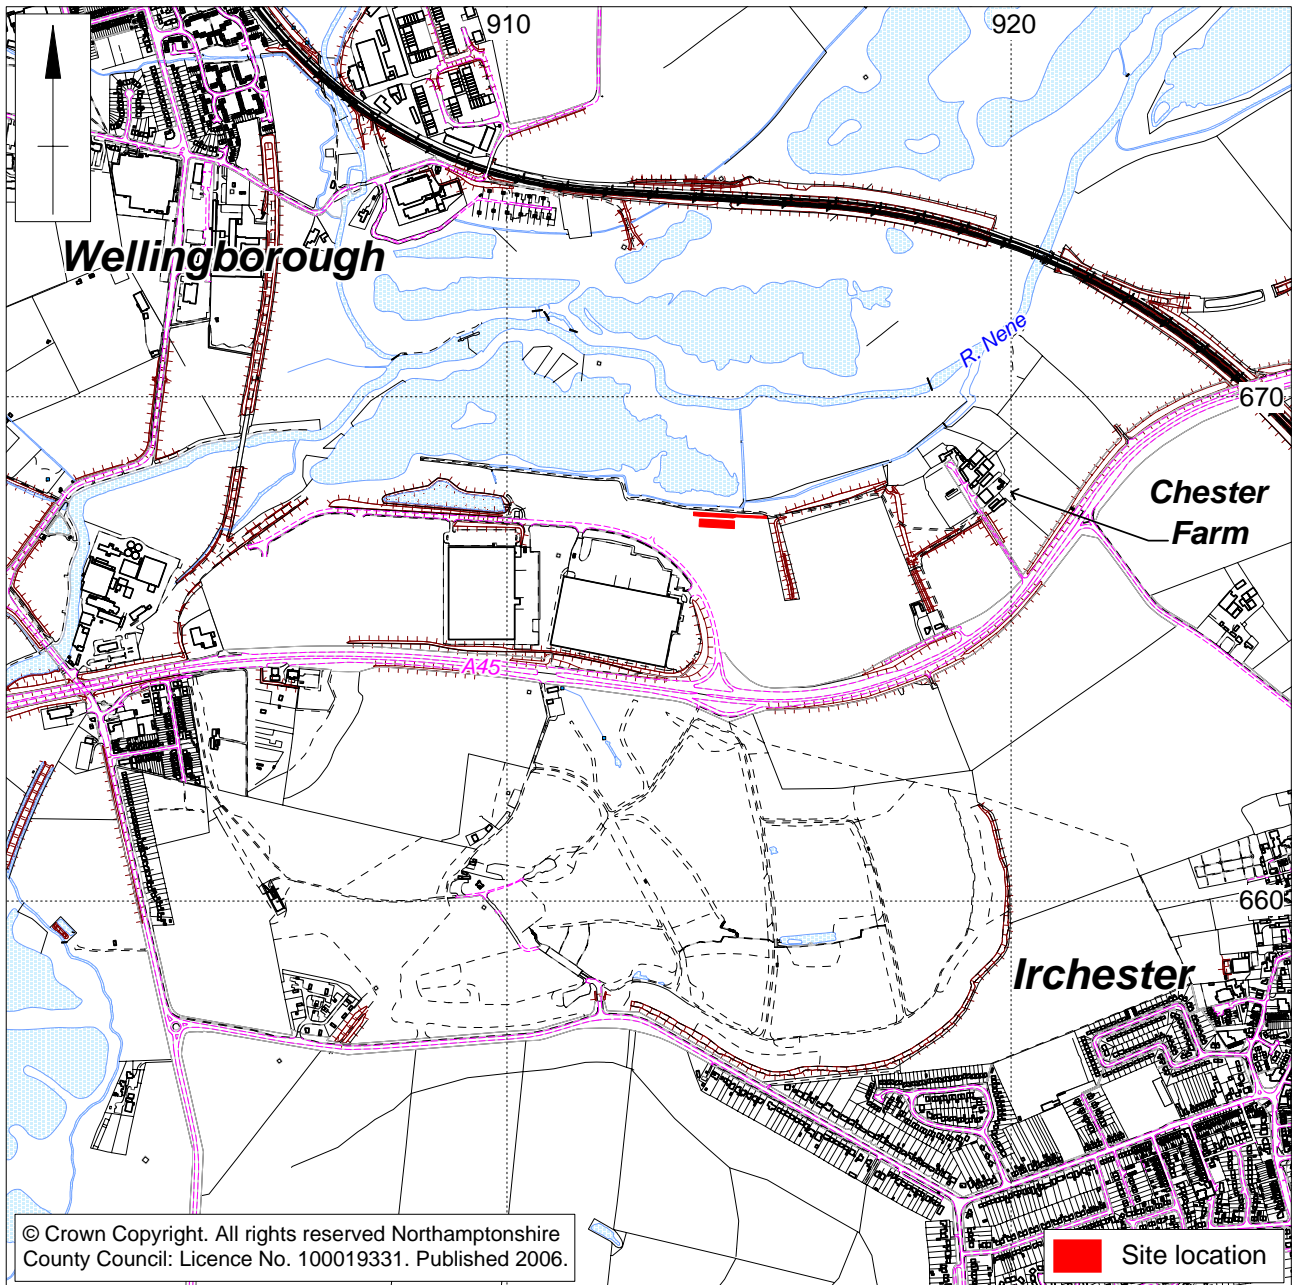 910
920
Wellingborough
R. Nene
670
Chester
Farm
A45
660
Irchester
© Crown Copyright. All rights reserved Northamptonshire
County Council: Licence No. 100019331. Published 2006.
Site location